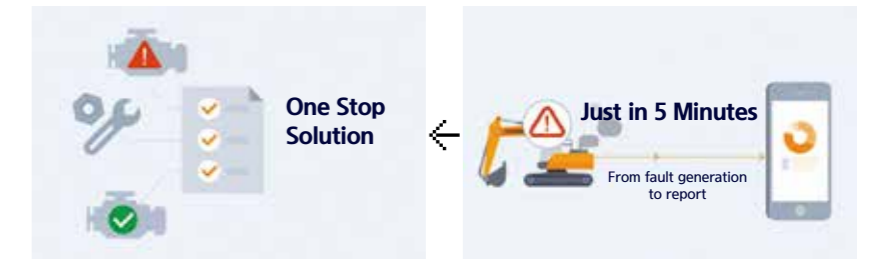 One Stop
Solution
Just in 5 Minutes
From fault generation
to report